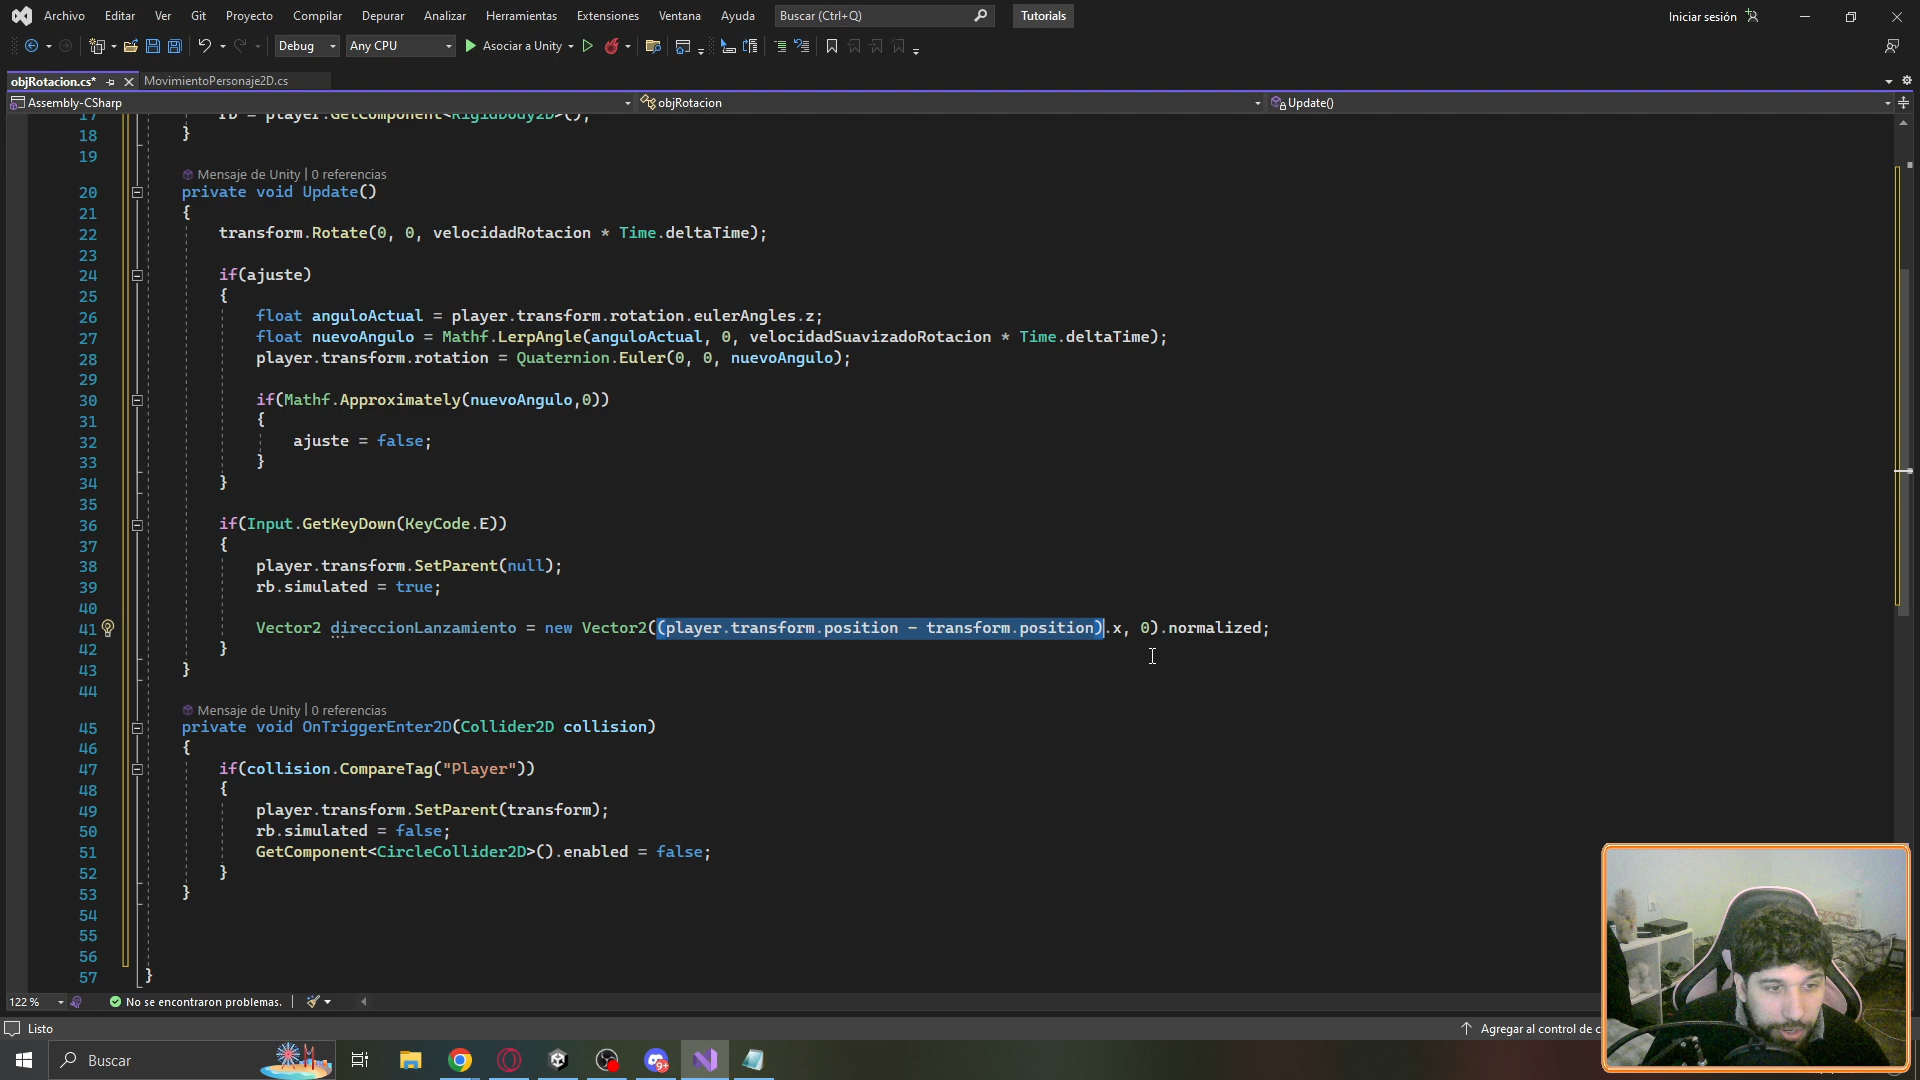 Archivo Editar Ver Git Proyecto Compilar Depurar Analizar Herramientas Extensiones Ventana Ayuda Buscar (Ctrl+Q) Tutorials Iniciar sesión
Debug Any CPU Asociar a Unity
objRotacion.cs* MovimientoPersonaje2D.cs
Assembly-CSharp objRotacion Update()
17 rb = player.GetComponent<Rigidbody2D>();
18 }
19
Mensaje de Unity | 0 referencias
20 private void Update()
21 {
22 transform.Rotate(0, 0, velocidadRotacion * Time.deltaTime);
23
24 if(ajuste)
25 {
26 float anguloActual = player.transform.rotation.eulerAngles.z;
27 float nuevoAngulo = Mathf.LerpAngle(anguloActual, 0, velocidadSuavizadoRotacion * Time.deltaTime);
28 player.transform.rotation = Quaternion.Euler(0, 0, nuevoAngulo);
29
30 if(Mathf.Approximately(nuevoAngulo,0))
31 {
32 ajuste = false;
33 }
34 }
35
36 if(Input.GetKeyDown(KeyCode.E))
37 {
38 player.transform.SetParent(null);
39 rb.simulated = true;
40
41 Vector2 direccionLanzamiento = new Vector2((player.transform.position - transform.position).x, 0).normalized;
42 }
43 }
44
Mensaje de Unity | 0 referencias
45 private void OnTriggerEnter2D(Collider2D collision)
46 {
47 if(collision.CompareTag("Player"))
48 {
49 player.transform.SetParent(transform);
50 rb.simulated = false;
51 GetComponent<CircleCollider2D>().enabled = false;
52 }
53 }
54
55
56
57 }
122 % No se encontraron problemas.
Listo Agregar al control de c
Buscar 9+